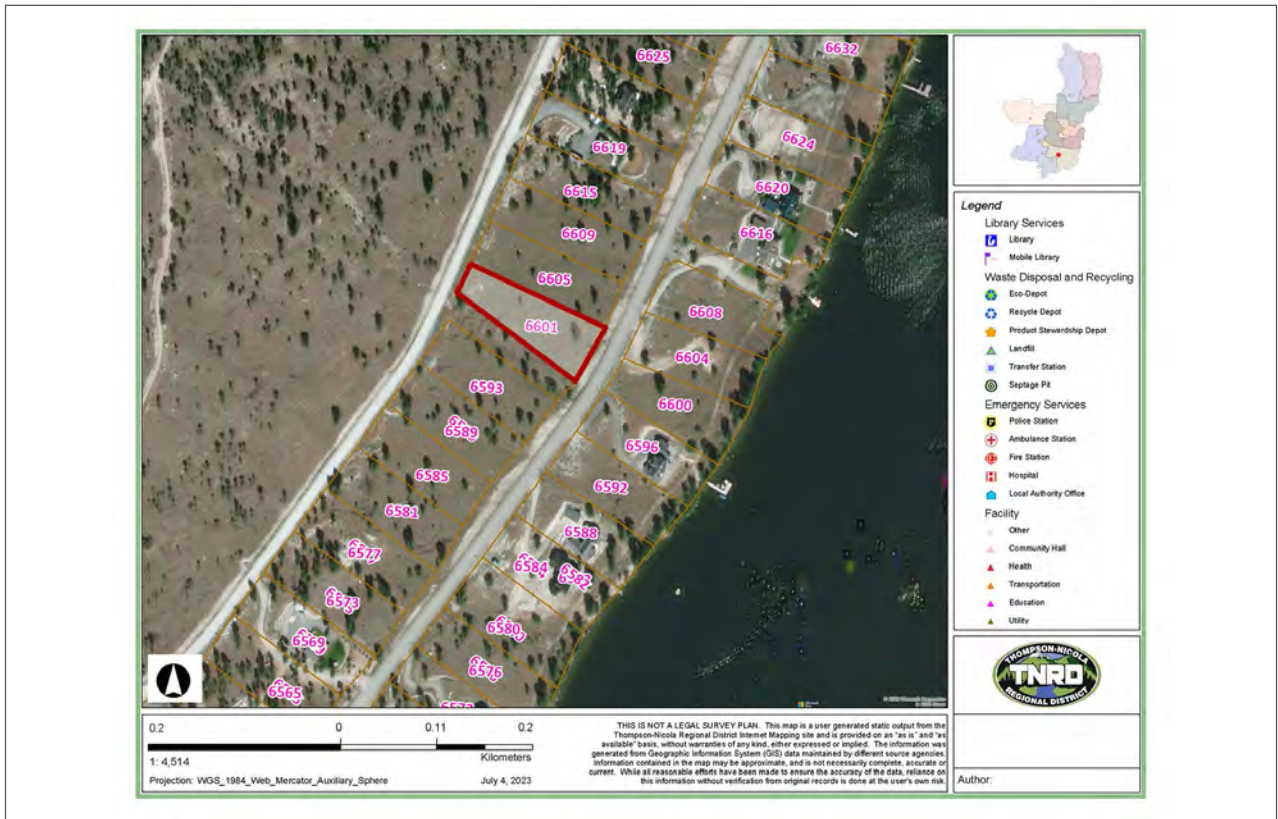 6625
6632
6619
6624
6615
6620
6609
6616
6605
6601
6608
6604
6593
6600
6589
6596
6585
6592
6581
6588
6577
6584
6582
6573
6580
6569
6576
6565
Legend
Library Services
Library
Mobile Library
Waste Disposal and Recycling
Eco-Depot
Recycle Depot
Product Stewardship Depot
Landfill
Transfer Station
Septage Pit
Emergency Services
Police Station
Ambulance Station
Fire Station
Hospital
Local Authority Office
Facility
Other
Community Hall
Health
Transportation
Education
Utility
THOMPSON-NICOLA
TNRD
REGIONAL DISTRICT
0.2 0 0.11 0.2
Kilometers
1: 4,514
Projection: WGS_1984_Web_Mercator_Auxiliary_Sphere
July 4, 2023
THIS IS NOT A LEGAL SURVEY PLAN. This map is a user generated static output from the
Thompson-Nicola Regional District Internet Mapping site and is provided on an "as is" and "as
available" basis, without warranties of any kind, either expressed or implied. The information was
generated from Geographic Information System (GIS) data maintained by different source agencies.
Information contained in the map may be approximate, and is not necessarily complete, accurate or
current. While all reasonable efforts have been made to ensure the accuracy of the data, reliance on
this information without verification from original records is done at the user's own risk.
Author: